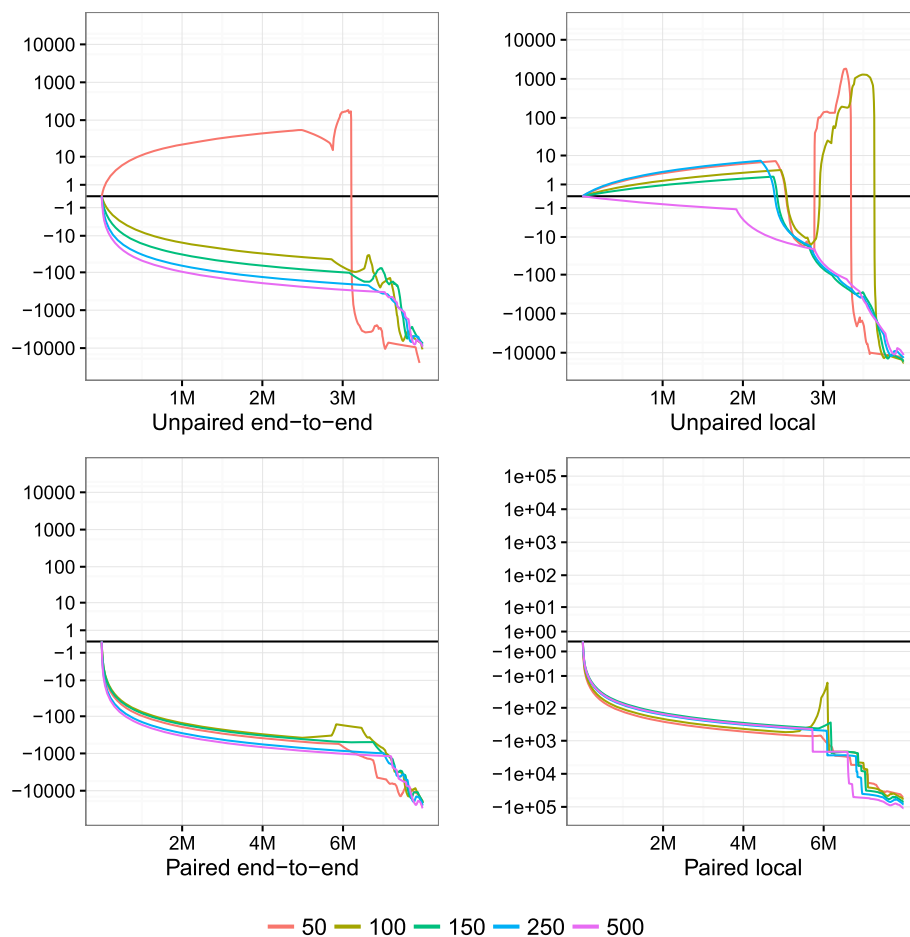 10000
1000
100
10
1
−1
−10
−100
−1000
−10000
1M 2M 3M
Unpaired end−to−end
10000
1000
100
10
1
−1
−10
−100
−1000
−10000
1M 2M 3M
Unpaired local
10000
1000
100
10
1
−1
−10
−100
−1000
−10000
2M 4M 6M
Paired end−to−end
1e+05
1e+04
1e+03
1e+02
1e+01
1e+00
−1e+00
−1e+01
−1e+02
−1e+03
−1e+04
−1e+05
2M 4M 6M
Paired local
50 100 150 250 500